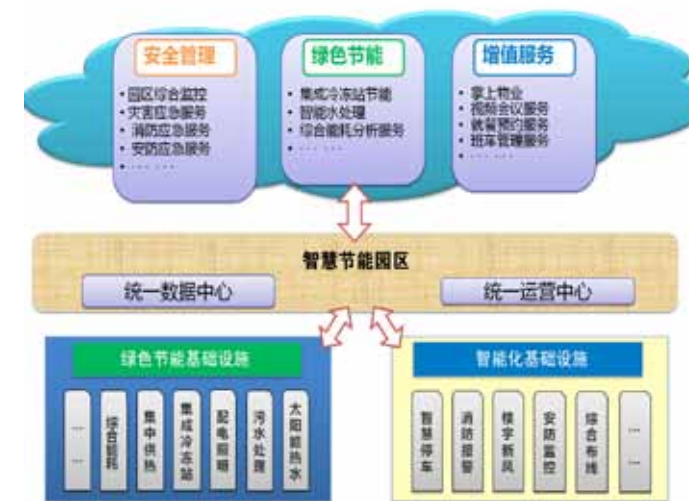 安全管理
• 园区综合监控
• 灾害应急服务
• 消防应急服务
• 安防应急服务
• … …
绿色节能
• 集成冷冻站节能
• 智能水处理
• 综合能耗分析服务
• … …
增值服务
• 掌上物业
• 视频会议服务
• 就餐预约服务
• 班车管理服务
• … …
智慧节能园区
统一数据中心
统一运营中心
绿色节能基础设施
… …
综合能耗
集中供热
集成冷冻站
配电照明
污水处理
太阳能热水
智能化基础设施
智慧停车
消防报警
楼宇新风
安防监控
综合布线
… …